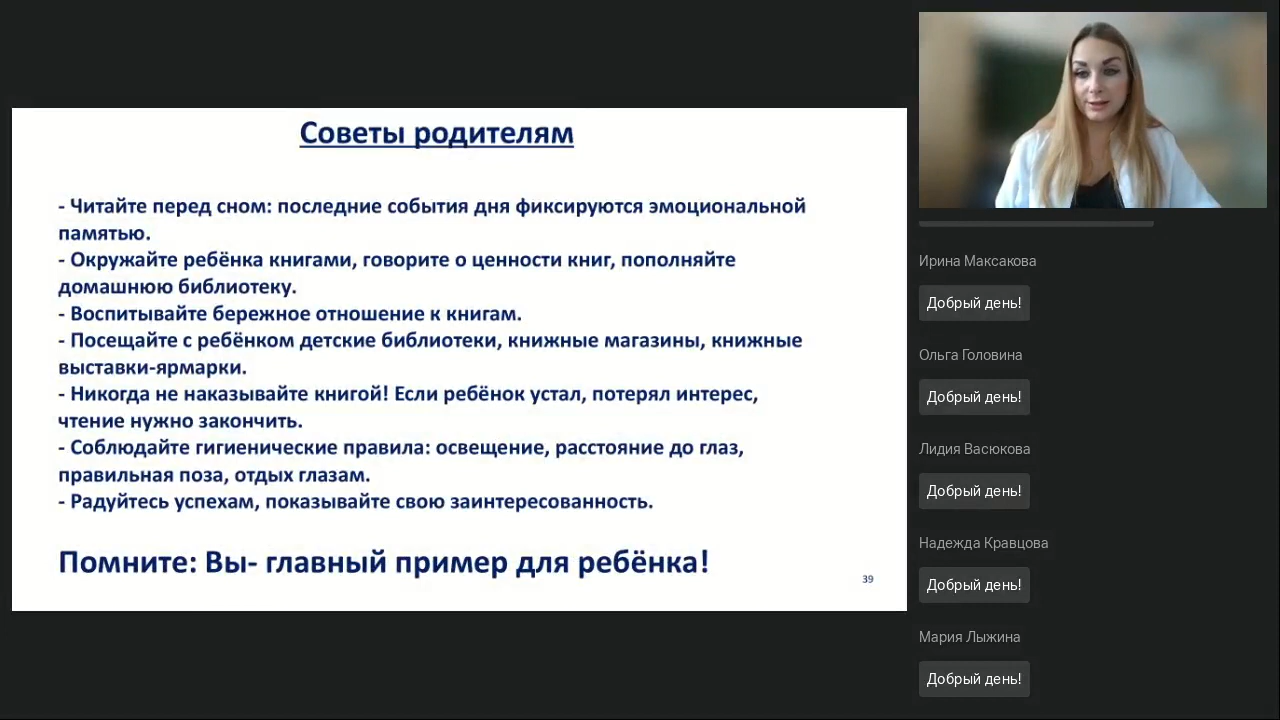 Советы родителям
- Читайте перед сном: последние события дня фиксируются эмоциональной
памятью.
- Окружайте ребёнка книгами, говорите о ценности книг, пополняйте
домашнюю библиотеку.
- Воспитывайте бережное отношение к книгам.
- Посещайте с ребёнком детские библиотеки, книжные магазины, книжные
выставки-ярмарки.
- Никогда не наказывайте книгой! Если ребёнок устал, потерял интерес,
чтение нужно закончить.
- Соблюдайте гигиенические правила: освещение, расстояние до глаз,
правильная поза, отдых глазам.
- Радуйтесь успехам, показывайте свою заинтересованность.
Помните: Вы- главный пример для ребёнка!
39
Ирина Максакова
Добрый день!
Ольга Головина
Добрый день!
Лидия Васюкова
Добрый день!
Надежда Кравцова
Добрый день!
Мария Лыжина
Добрый день!